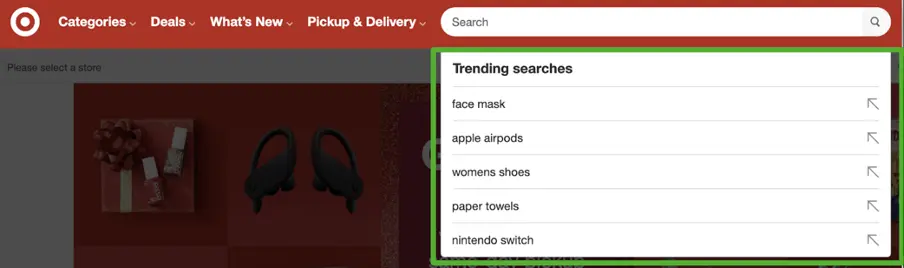 Categories Deals What's New Pickup & Delivery Search
Please select a store
Trending searches
face mask
apple airpods
womens shoes
paper towels
nintendo switch